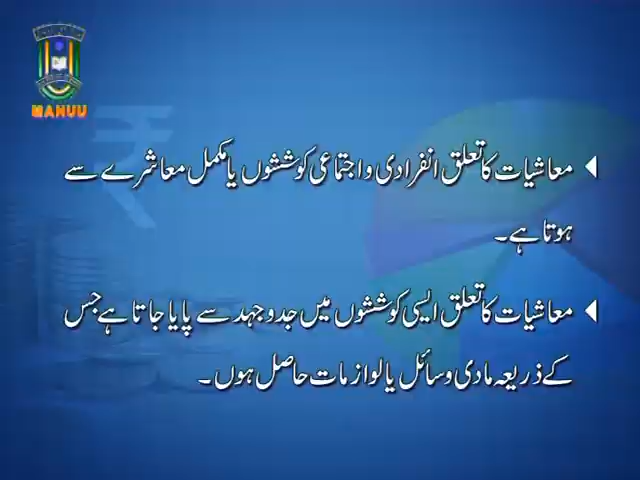 MANUU
معاشیات کا تعلق انفرادی و اجتماعی کوششوں یا مکمل معاشرے سے
ہوتا ہے۔
معاشیات کا تعلق ایسی کوششوں میں جدوجہد سے پایا جاتا ہے جس
کے ذریعہ مادی وسائل یا لوازمات حاصل ہوں۔